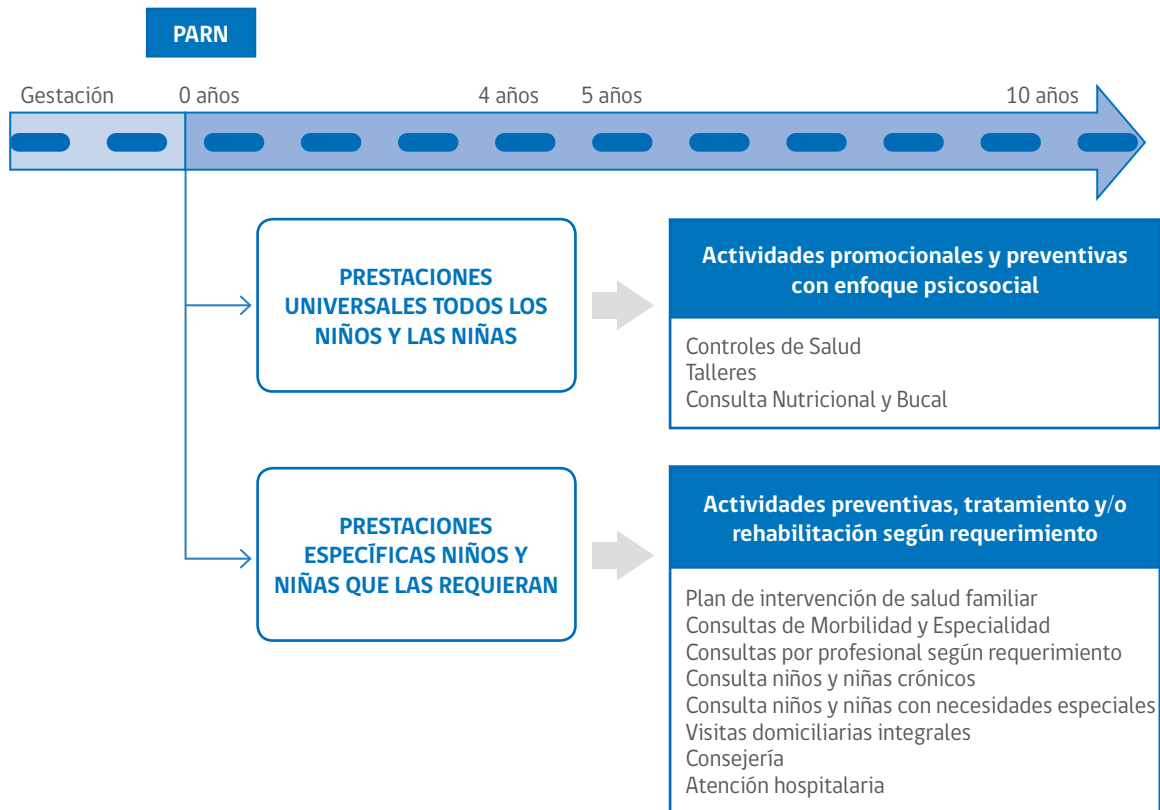 PARN
Gestación 0 años 4 años 5 años 10 años
PRESTACIONES
UNIVERSALES TODOS LOS
NIÑOS Y LAS NIÑAS
Actividades promocionales y preventivas
con enfoque psicosocial
Controles de Salud
Talleres
Consulta Nutricional y Bucal
PRESTACIONES
ESPECÍFICAS NIÑOS Y
NIÑAS QUE LAS REQUIERAN
Actividades preventivas, tratamiento y/o
rehabilitación según requerimiento
Plan de intervención de salud familiar
Consultas de Morbilidad y Especialidad
Consultas por profesional según requerimiento
Consulta niños y niñas crónicos
Consulta niños y niñas con necesidades especiales
Visitas domiciliarias integrales
Consejería
Atención hospitalaria